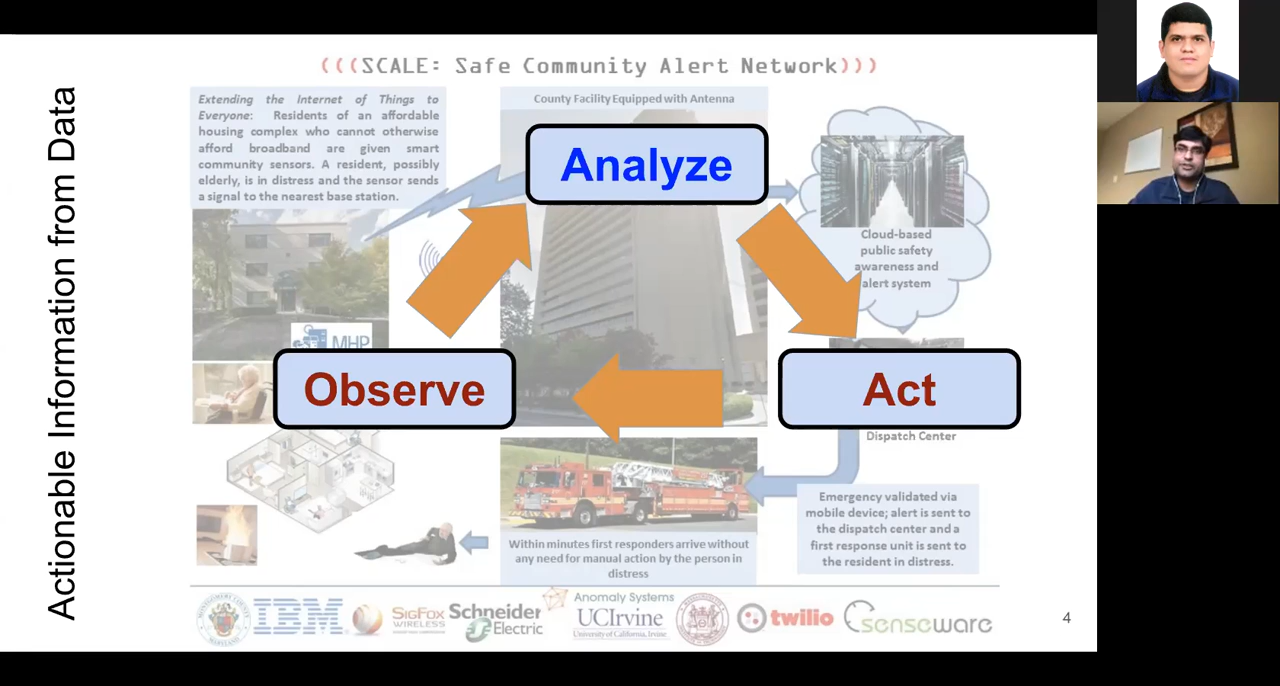 Actionable Information from Data
(((SCALE: Safe Community Alert Network)))
Extending the Internet of Things to
Everyone: Residents of an affordable
housing complex who cannot otherwise
afford broadband are given smart
community sensors. A resident, possibly
elderly, is in distress and the sensor sends
a signal to the nearest base station.
County Facility Equipped with Antenna
Analyze
Cloud-based
public safety
awareness and
alert system
MHP
Observe
Act
Dispatch Center
Emergency validated via
mobile device; alert is sent to
the dispatch center and a
first response unit is sent to
the resident in distress.
Within minutes first responders arrive without
any need for manual action by the person in
distress
IBM
SIGFOX
WIRELESS
Schneider
Electric
Anomaly Systems
UCIrvine
University of California, Irvine
twilio
senseware
4